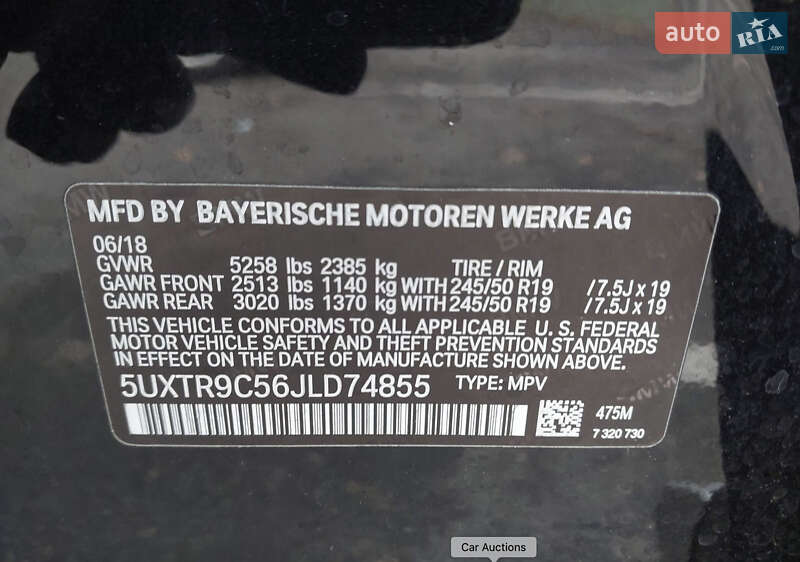 auto RIA.com
MFD BY BAYERISCHE MOTOREN WERKE AG
06/18
GVWR 5258 lbs 2385 kg TIRE / RIM
GAWR FRONT 2513 lbs 1140 kg WITH 245/50 R19 /7.5J x 19
GAWR REAR 3020 lbs 1370 kg WITH 245/50 R19 /7.5J x 19
THIS VEHICLE CONFORMS TO ALL APPLICABLE U. S. FEDERAL
MOTOR VEHICLE SAFETY AND THEFT PREVENTION STANDARDS
IN EFFECT ON THE DATE OF MANUFACTURE SHOWN ABOVE.
5UXTR9C56JLD74855 TYPE: MPV
475M
7 320 730
Car Auctions